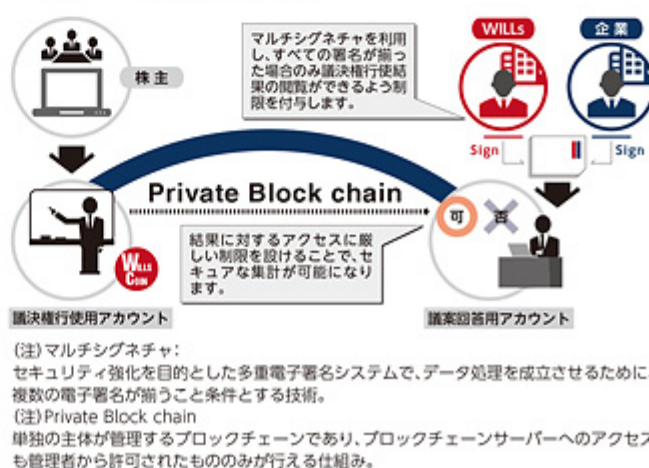 株主
マルチシグネチャを利用
し、すべての署名が揃っ
た場合のみ議決権行使結
果の閲覧ができるよう制
限を付与します。
WILLs
企業
Sign
Sign
Private Block chain
可
否
結果に対するアクセスに厳
しい制限を設けることで、セ
キュアな集計が可能になり
ます。
WILLS
COIN
議決権行使用アカウント
議案回答用アカウント
(注)マルチシグネチャ:
セキュリティ強化を目的とした多重電子署名システムで、データ処理を成立させるために、
複数の電子署名が揃うこと条件とする技術。
(注)Private Block chain
単独の主体が管理するブロックチェーンであり、ブロックチェーンサーバーへのアクセス
も管理者から許可されたもののみが行える仕組み。